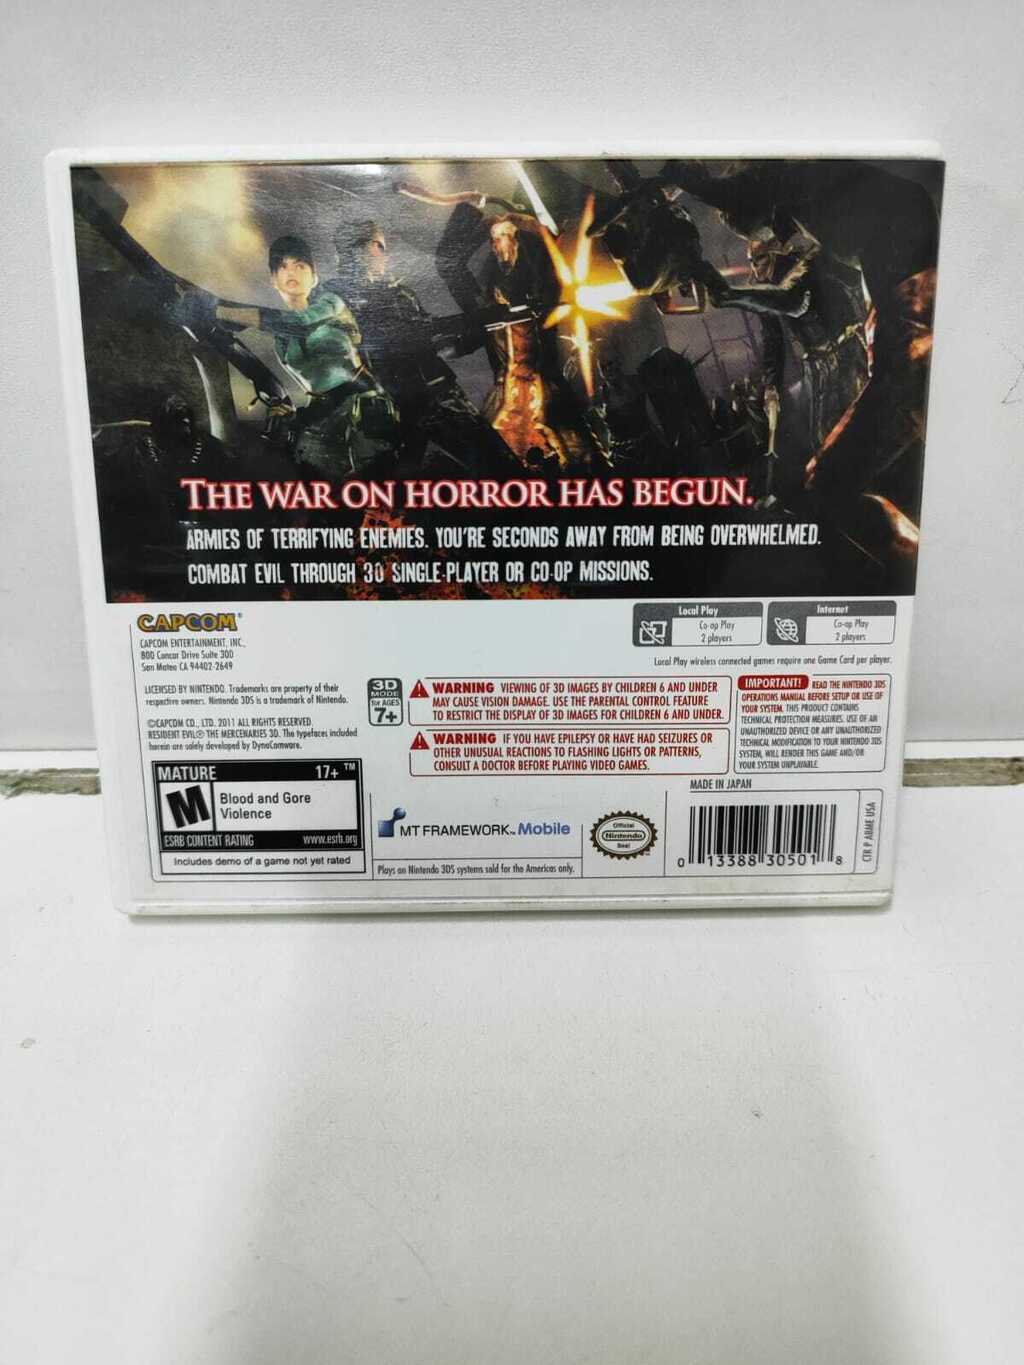 THE WAR ON HORROR HAS BEGUN.
ARMIES OF TERRIFYING ENEMIES. YOU'RE SECONDS AWAY FROM BEING OVERWHELMED.
COMBAT EVIL THROUGH 30 SINGLE-PLAYER OR CO-OP MISSIONS.
CAPCOM®
CAPCOM ENTERTAINMENT, INC.,
800 Concar Drive Suite 300
San Mateo CA 94402-2649
Local Play
Co-op Play
2 players
Internet
Co-op Play
2 players
Local Play wireless connected games require one Game Card per player.
LICENSED BY NINTENDO. Trademarks are property of their
respective owners. Nintendo 3DS is a trademark of Nintendo.
©CAPCOM CO., LTD. 2011 ALL RIGHTS RESERVED.
RESIDENT EVIL® THE MERCENARIES 3D. The typefaces included
herein are solely developed by DynaComware.
3D
MODE
for AGES
7+
WARNING VIEWING OF 3D IMAGES BY CHILDREN 6 AND UNDER
MAY CAUSE VISION DAMAGE. USE THE PARENTAL CONTROL FEATURE
TO RESTRICT THE DISPLAY OF 3D IMAGES FOR CHILDREN 6 AND UNDER.
WARNING IF YOU HAVE EPILEPSY OR HAVE HAD SEIZURES OR
OTHER UNUSUAL REACTIONS TO FLASHING LIGHTS OR PATTERNS,
CONSULT A DOCTOR BEFORE PLAYING VIDEO GAMES.
IMPORTANT! READ THE NINTENDO 3DS
OPERATIONS MANUAL BEFORE SETUP OR USE OF
YOUR SYSTEM. THIS PRODUCT CONTAINS
TECHNICAL PROTECTION MEASURES. USE OF AN
UNAUTHORIZED DEVICE OR ANY UNAUTHORIZED
TECHNICAL MODIFICATION TO YOUR NINTENDO 3DS
SYSTEM, WILL RENDER THIS GAME AND/OR
YOUR SYSTEM UNPLAYABLE.
MATURE 17+ ™
M
Blood and Gore
Violence
ESRB CONTENT RATING www.esrb.org
Includes demo of a game not yet rated
MT FRAMEWORK™ Mobile
Plays on Nintendo 3DS systems sold for the Americas only.
Official
Nintendo
Seal
MADE IN JAPAN
0 13388 30501 8
CTR P ABME USA